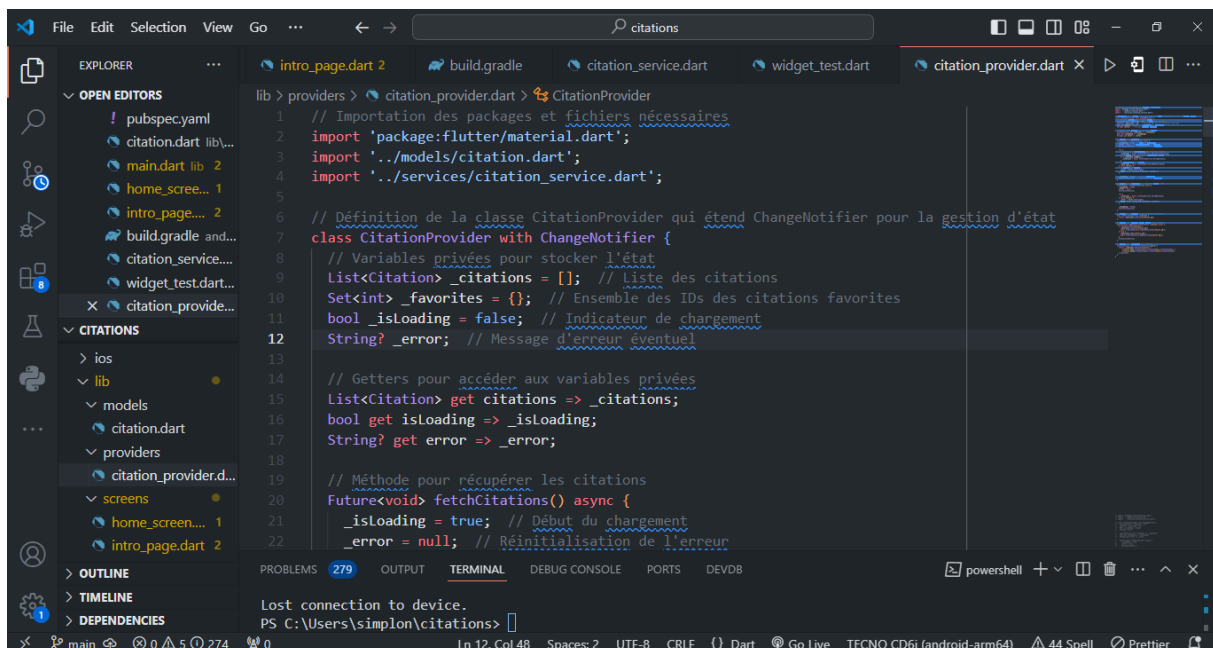 File Edit Selection View Go ··· ← → citations
EXPLORER ···
intro_page.dart 2 build.gradle citation_service.dart widget_test.dart citation_provider.dart ×
OPEN EDITORS
! pubspec.yaml
citation.dart lib\...
main.dart lib 2
home_scree... 1
intro_page.... 2
build.gradle and...
citation_service....
widget_test.dart...
× citation_provide...
CITATIONS
> ios
lib
models
citation.dart
providers
citation_provider.d...
screens
home_screen.... 1
intro_page.dart 2
> OUTLINE
> TIMELINE
> DEPENDENCIES
8
1
lib > providers > citation_provider.dart > CitationProvider
1 // Importation des packages et fichiers nécessaires
2 import 'package:flutter/material.dart';
3 import '../models/citation.dart';
4 import '../services/citation_service.dart';
5
6 // Définition de la classe CitationProvider qui étend ChangeNotifier pour la gestion d'état
7 class CitationProvider with ChangeNotifier {
8 // Variables privées pour stocker l'état
9 List<Citation> _citations = []; // Liste des citations
10 Set<int> _favorites = {}; // Ensemble des IDs des citations favorites
11 bool _isLoading = false; // Indicateur de chargement
12 String? _error; // Message d'erreur éventuel
13
14 // Getters pour accéder aux variables privées
15 List<Citation> get citations => _citations;
16 bool get isLoading => _isLoading;
17 String? get error => _error;
18
19 // Méthode pour récupérer les citations
20 Future<void> fetchCitations() async {
21 _isLoading = true; // Début du chargement
22 _error = null; // Réinitialisation de l'erreur
PROBLEMS 279 OUTPUT TERMINAL DEBUG CONSOLE PORTS DEVDB powershell
Lost connection to device.
PS C:\Users\simplon\citations>
main 0 5 274 0 Ln 12, Col 48 Spaces: 2 UTF-8 CRLF {} Dart Go Live TECNO CD6j (android-arm64) 44 Spell Prettier